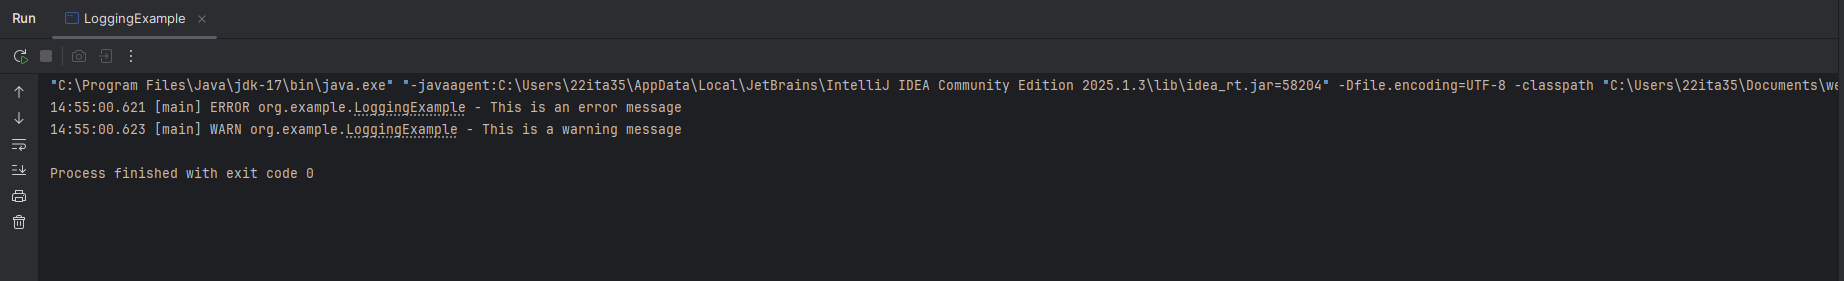 Run LoggingExample
"C:\Program Files\Java\jdk-17\bin\java.exe" "-javaagent:C:\Users\22ita35\AppData\Local\JetBrains\IntelliJ IDEA Community Edition 2025.1.3\lib\idea_rt.jar=58204" -Dfile.encoding=UTF-8 -classpath "C:\Users\22ita35\Documents\we
14:55:00.621 [main] ERROR org.example.LoggingExample - This is an error message
14:55:00.623 [main] WARN org.example.LoggingExample - This is a warning message
Process finished with exit code 0